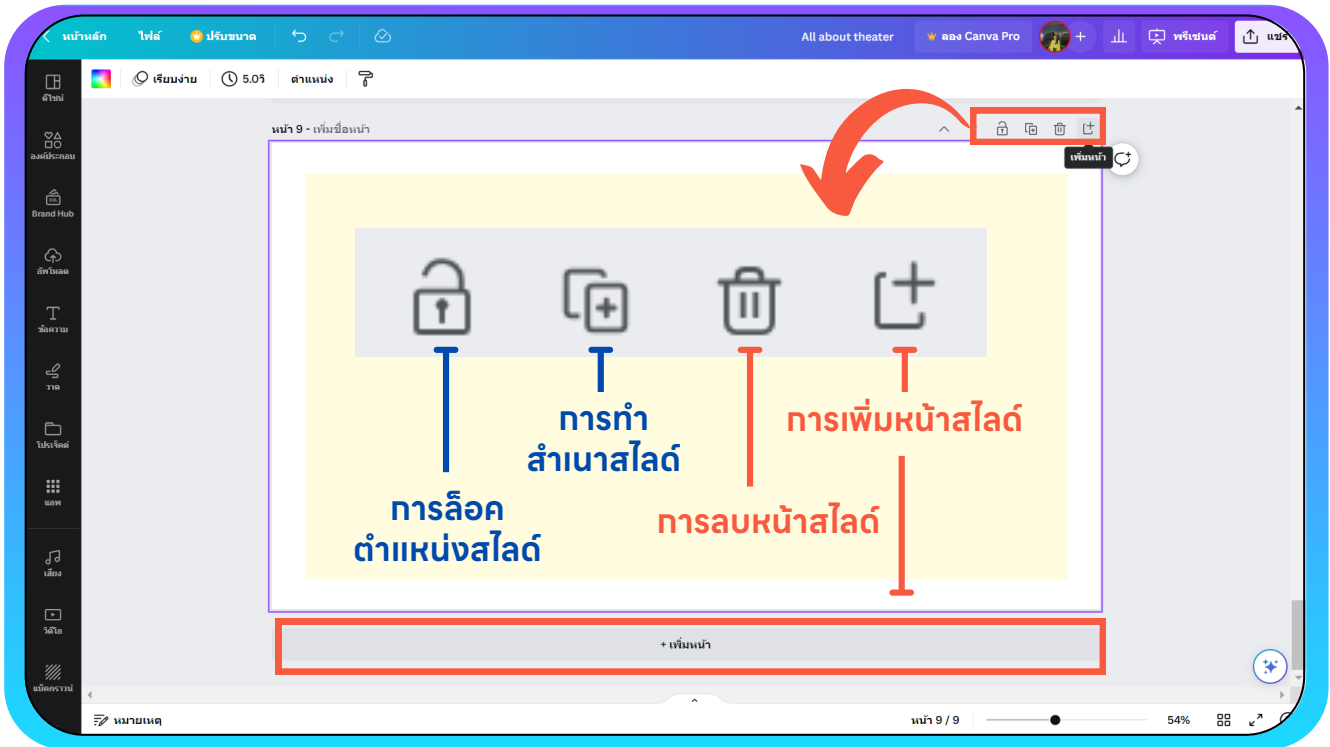 หน้าหลัก ไฟล์ ปรับขนาด All about theater ลอง Canva Pro พรีเซนต์ แชร์
เรียบง่าย 5.0วิ ตำแหน่ง
ดีไซน์
องค์ประกอบ
Brand Hub
อัพโหลด
ข้อความ
วาด
โปรเจ็คต์
แอพ
เสียง
วิดีโอ
แบ็คกราวน์
หน้า 9 - เพิ่มชื่อหน้า
เพิ่มหน้า
การทำ
สำเนาสไลด์
การเพิ่มหน้าสไลด์
การล็อค
ตำแหน่งสไลด์
การลบหน้าสไลด์
+ เพิ่มหน้า
หมายเหตุ หน้า 9 / 9 54%